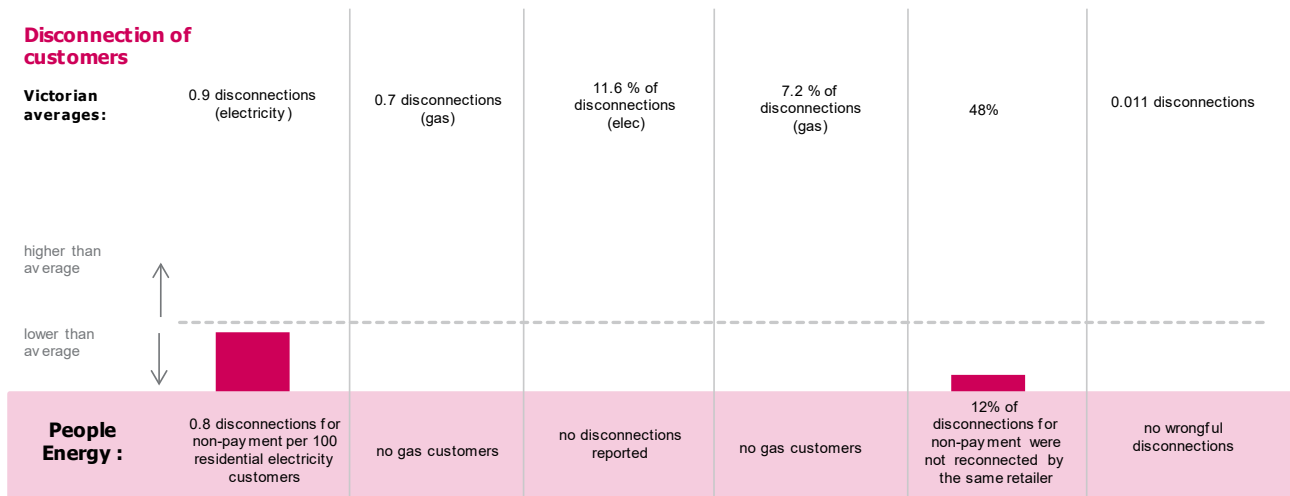 Disconnection of
customers
Victorian
averages:
0.9 disconnections
(electricity)
0.7 disconnections
(gas)
11.6 % of
disconnections
(elec)
7.2 % of
disconnections
(gas)
48%
0.011 disconnections
higher than
average
lower than
average
People
Energy :
0.8 disconnections for
non-payment per 100
residential electricity
customers
no gas customers
no disconnections
reported
no gas customers
12% of
disconnections for
non-payment were
not reconnected by
the same retailer
no wrongful
disconnections